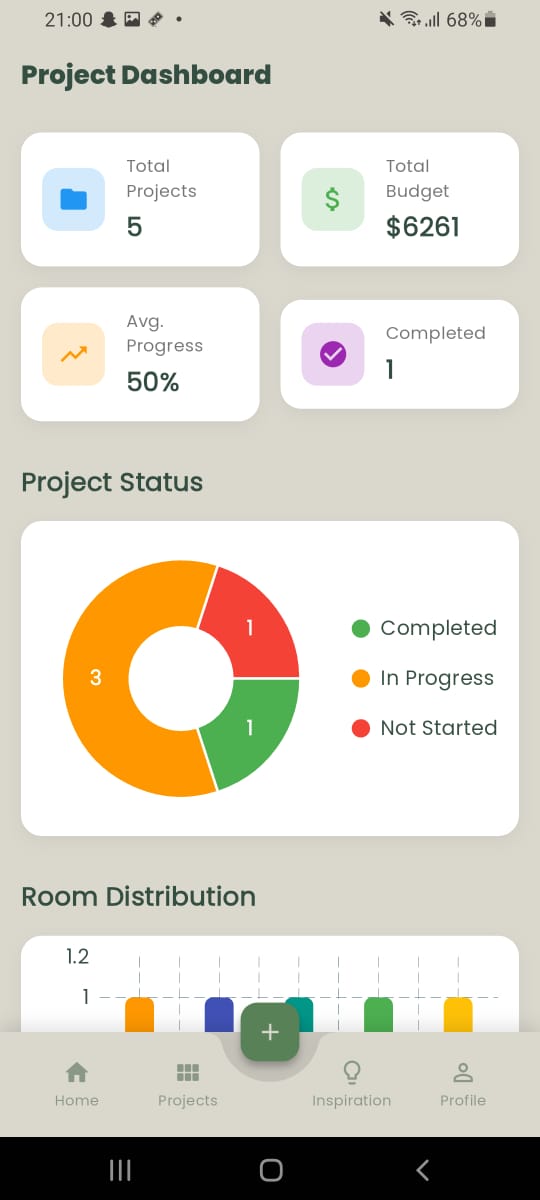 21:00
68%
Project Dashboard
Total
Projects
5
Total
Budget
$6261
Avg.
Progress
50%
Completed
1
Project Status
1
3
1
Completed
In Progress
Not Started
Room Distribution
1.2
1
Home
Projects
Inspiration
Profile